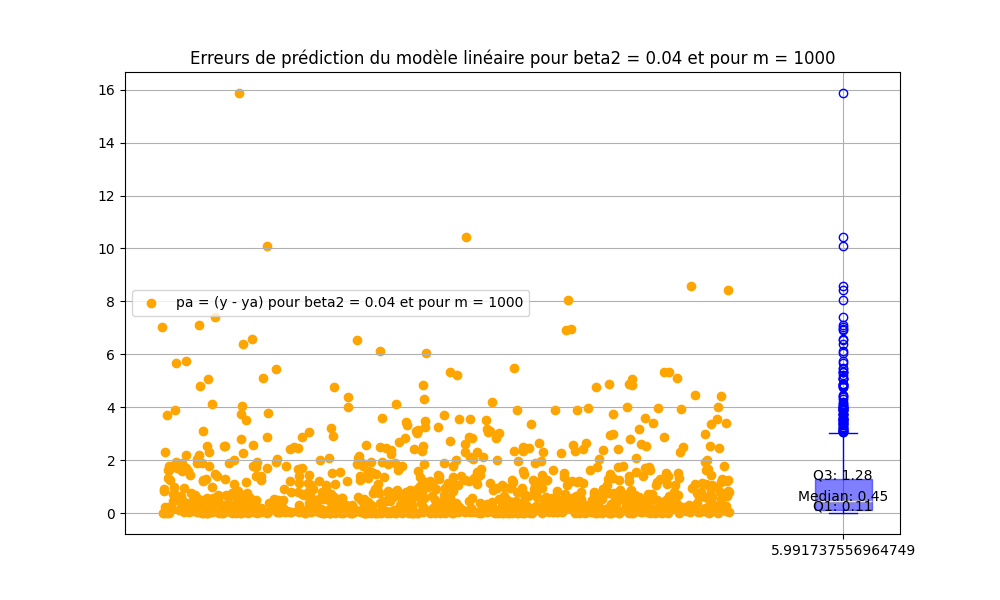 Erreurs de prédiction du modèle linéaire pour beta2 = 0.04 et pour m = 1000
16
14
12
10
8
6
4
2
0
pa = (y - ya) pour beta2 = 0.04 et pour m = 1000
Q3: 1.28
Median: 0.45
Q1: 0.11
5.991737556964749